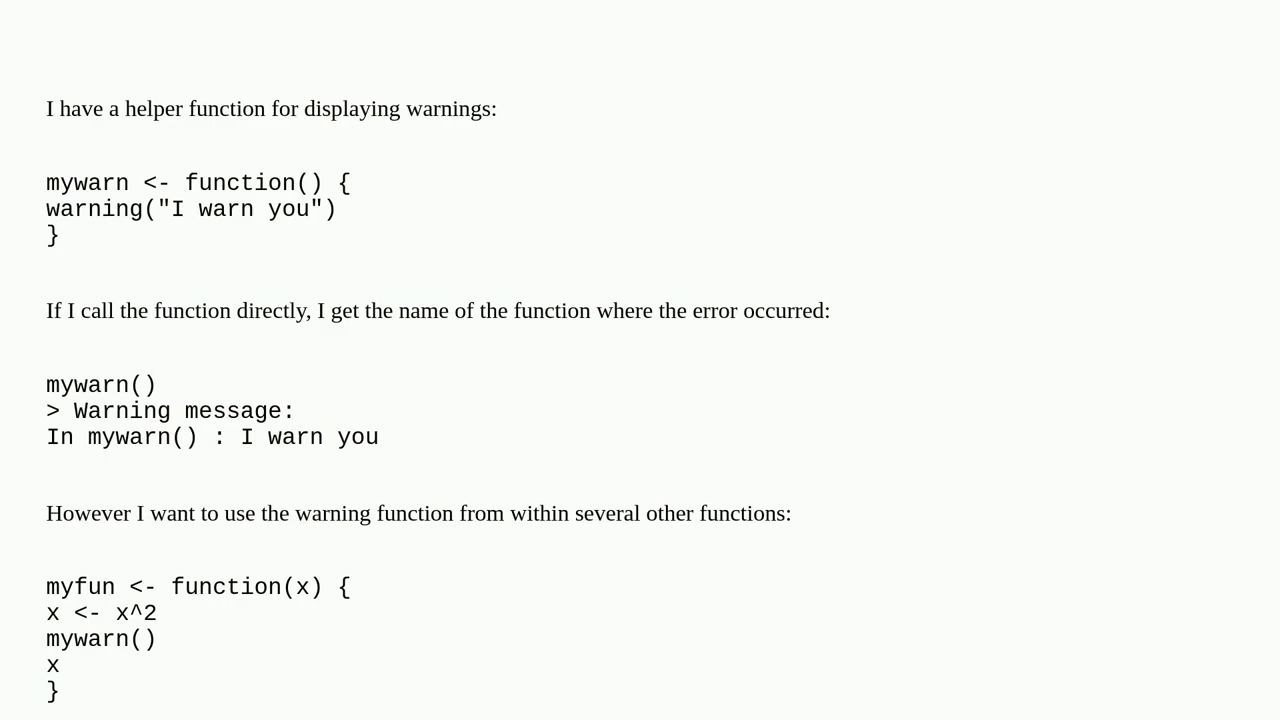 I have a helper function for displaying warnings:
mywarn <- function() {
warning("I warn you")
}
If I call the function directly, I get the name of the function where the error occurred:
mywarn()
> Warning message:
In mywarn() : I warn you
However I want to use the warning function from within several other functions:
myfun <- function(x) {
x <- x^2
mywarn()
x
}